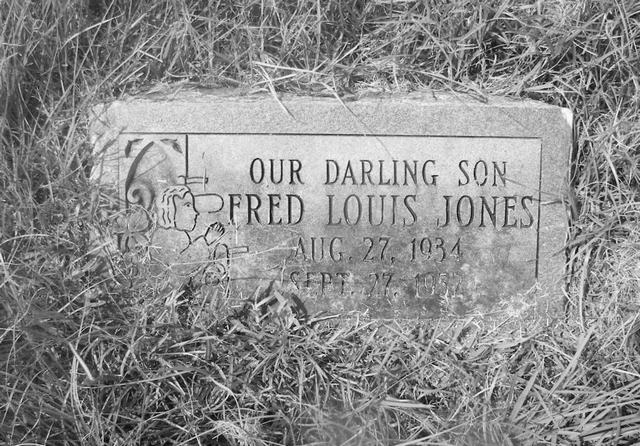 OUR DARLING SON
FRED LOUIS JONES
AUG. 27, 1934
SEPT. 27,